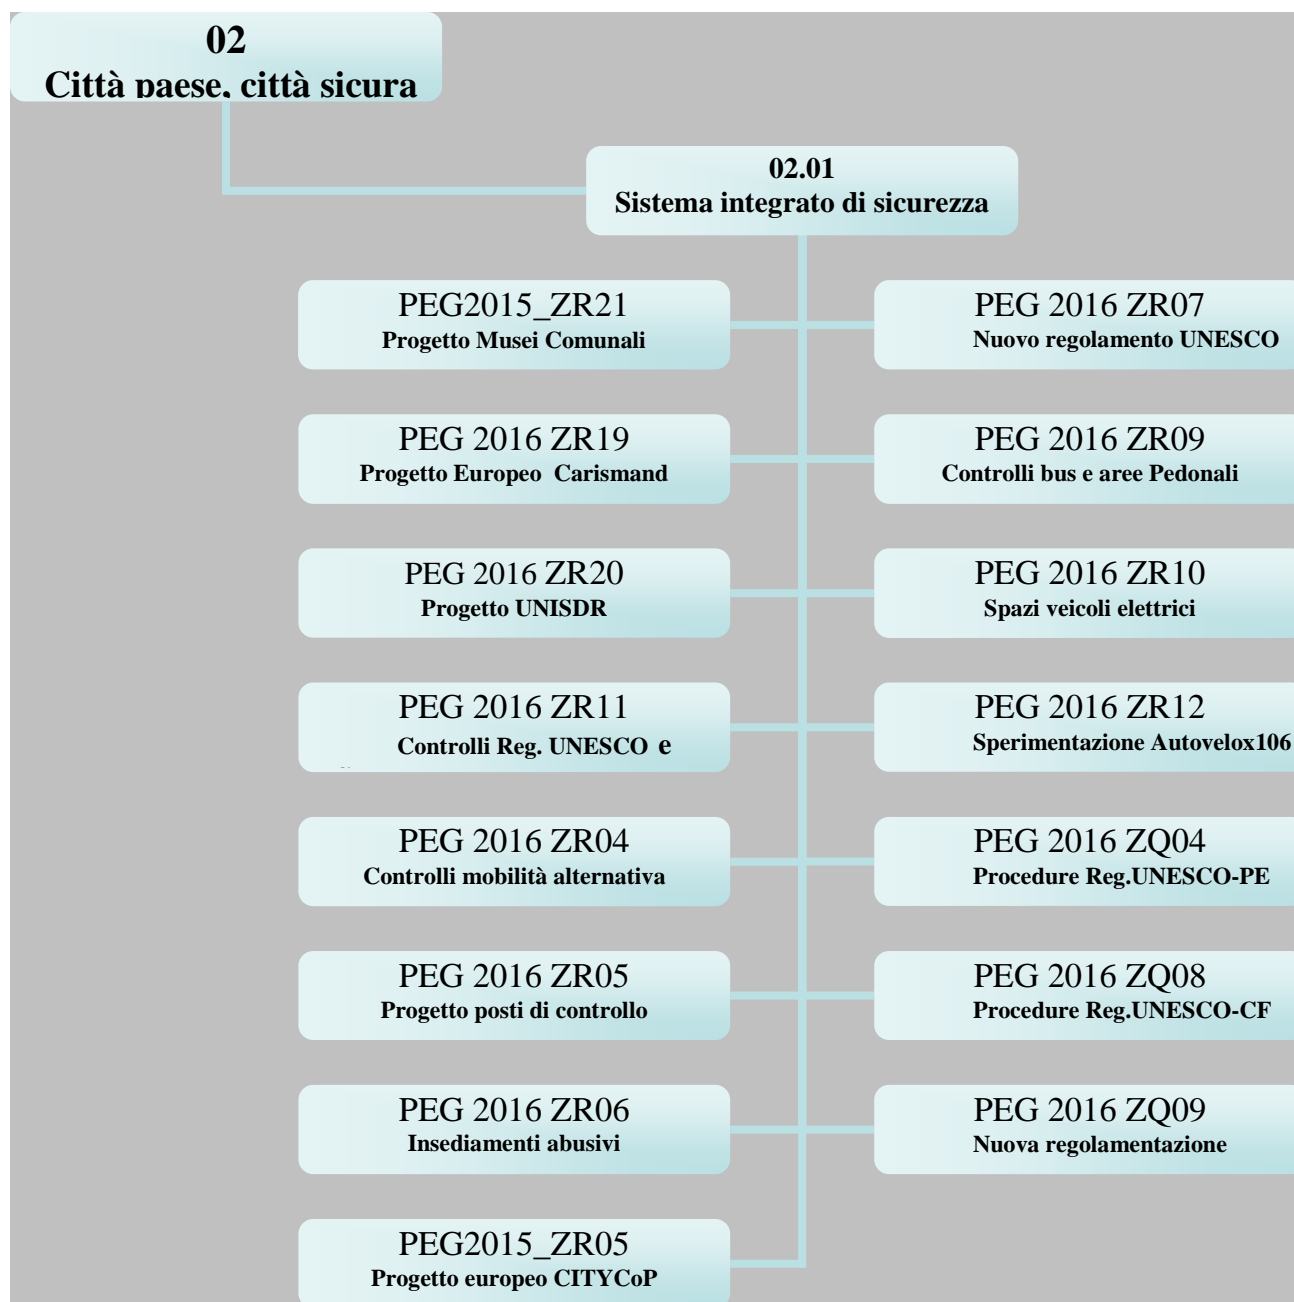 02
Città paese, città sicura
02.01
Sistema integrato di sicurezza
PEG2015_ZR21
Progetto Musei Comunali
PEG 2016 ZR07
Nuovo regolamento UNESCO
PEG 2016 ZR19
Progetto Europeo Carismand
PEG 2016 ZR09
Controlli bus e aree Pedonali
PEG 2016 ZR20
Progetto UNISDR
PEG 2016 ZR10
Spazi veicoli elettrici
PEG 2016 ZR11
Controlli Reg. UNESCO e
PEG 2016 ZR12
Sperimentazione Autovelox106
PEG 2016 ZR04
Controlli mobilità alternativa
PEG 2016 ZQ04
Procedure Reg.UNESCO-PE
PEG 2016 ZR05
Progetto posti di controllo
PEG 2016 ZQ08
Procedure Reg.UNESCO-CF
PEG 2016 ZR06
Insediamenti abusivi
PEG 2016 ZQ09
Nuova regolamentazione
PEG2015_ZR05
Progetto europeo CITYCoP